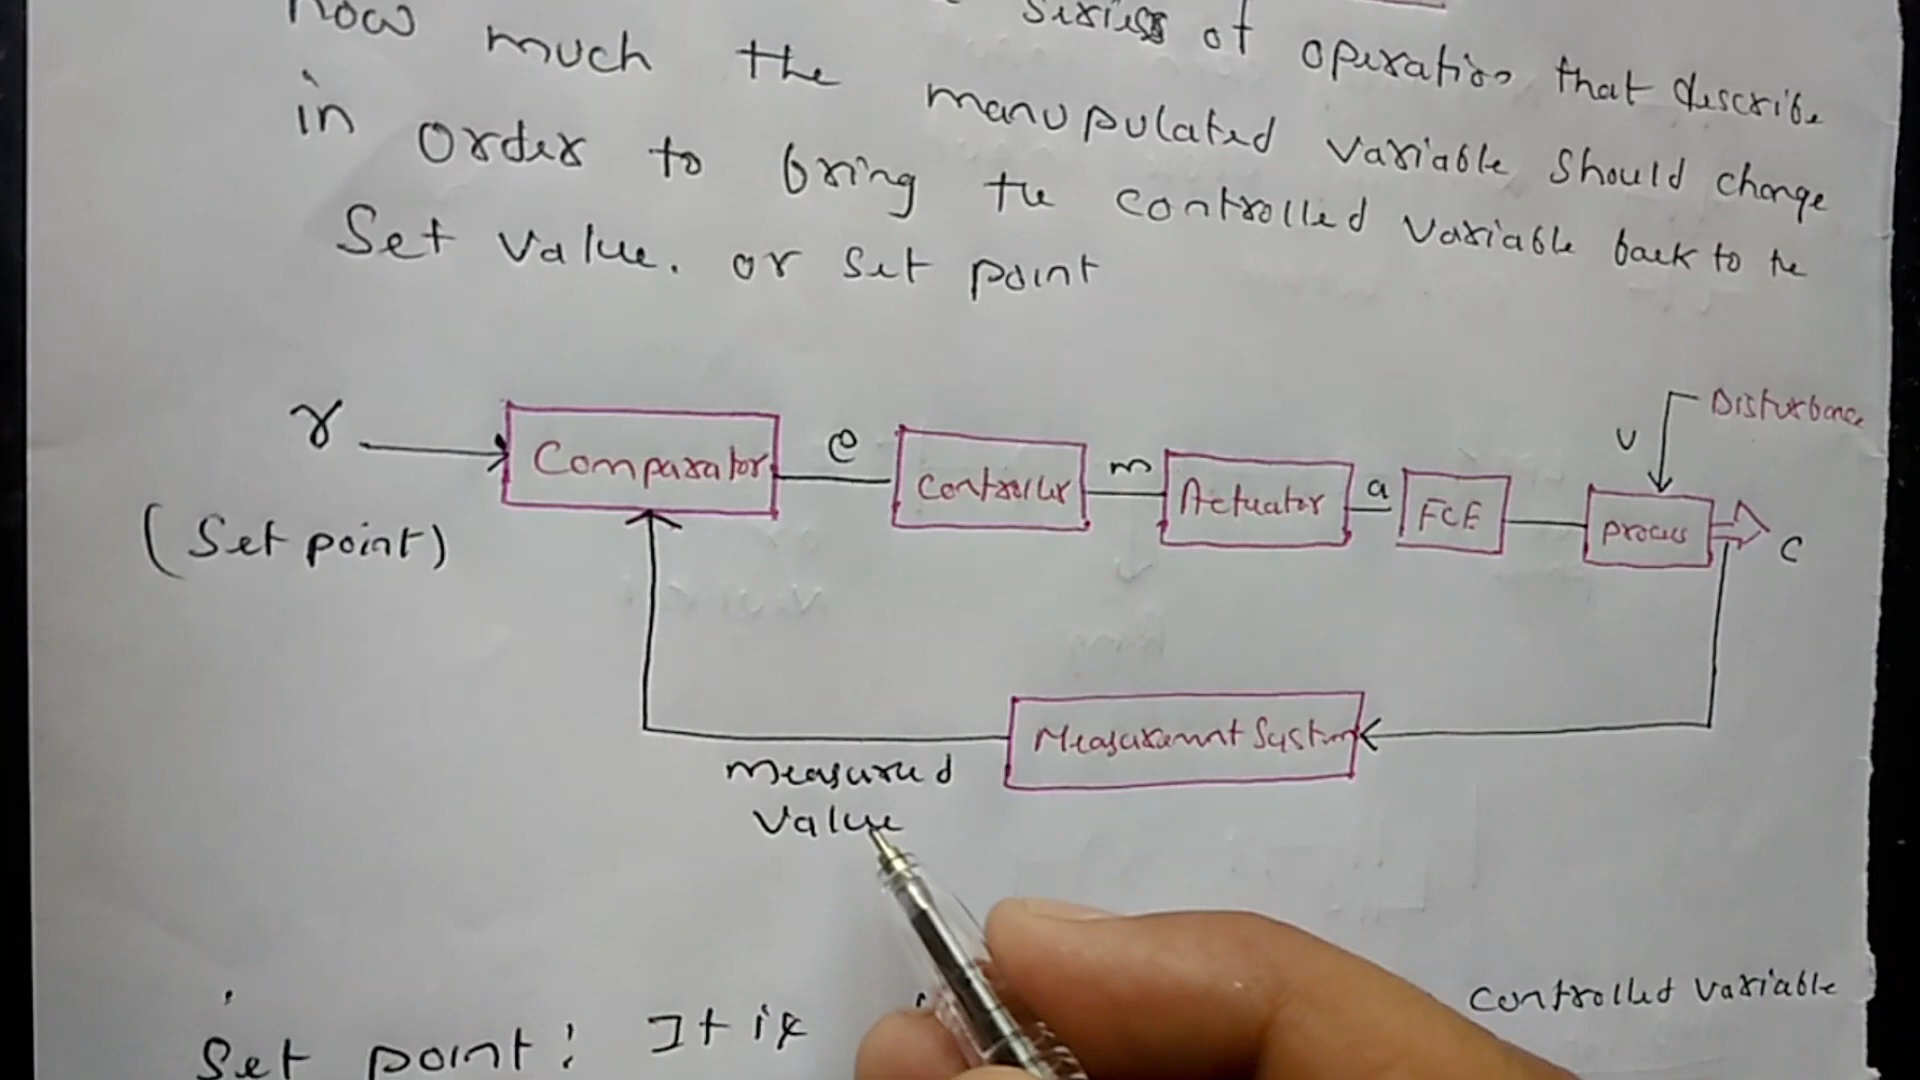 series of operation that describe
how much the manupulated variable should change
in order to bring the controlled variable back to the
set value. or set point
r
(Set point)
Comparator
e
Controller
m
Actuator
a
FCE
U
Disturbance
process
C
Measurement System
measured
value
controlled variable
Set point: It is